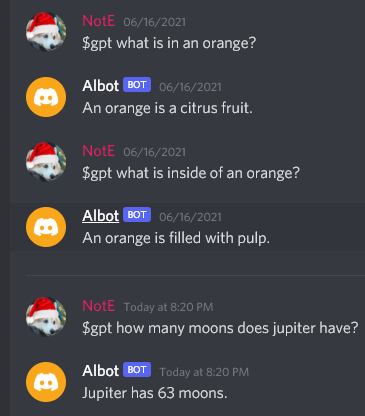 NotE 06/16/2021
$gpt what is in an orange?
Albot BOT 06/16/2021
An orange is a citrus fruit.
NotE 06/16/2021
$gpt what is inside of an orange?
Albot BOT 06/16/2021
An orange is filled with pulp.
NotE Today at 8:20 PM
$gpt how many moons does jupiter have?
Albot BOT Today at 8:20 PM
Jupiter has 63 moons.